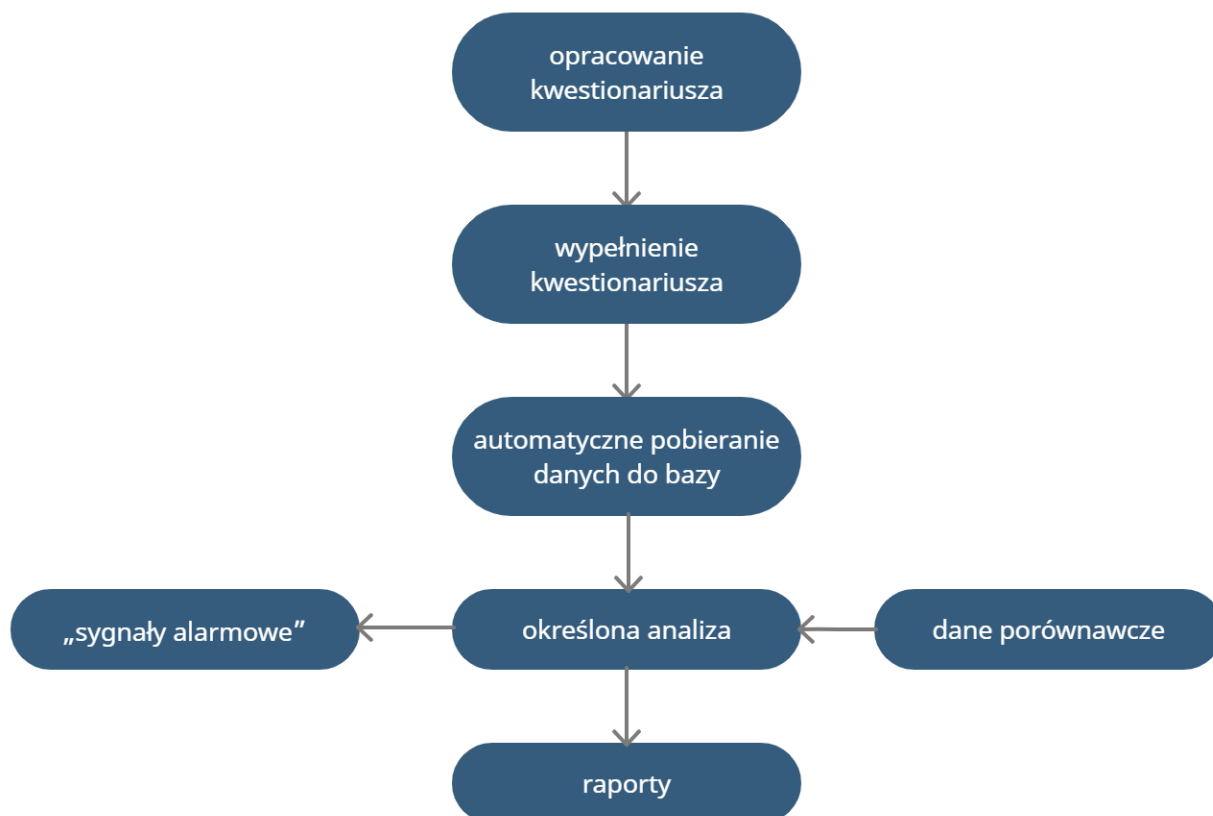 opracowanie
kwestionariusza
wypełnienie
kwestionariusza
automatyczne pobieranie
danych do bazy
„sygnały alarmowe”
określona analiza
dane porównawcze
raporty